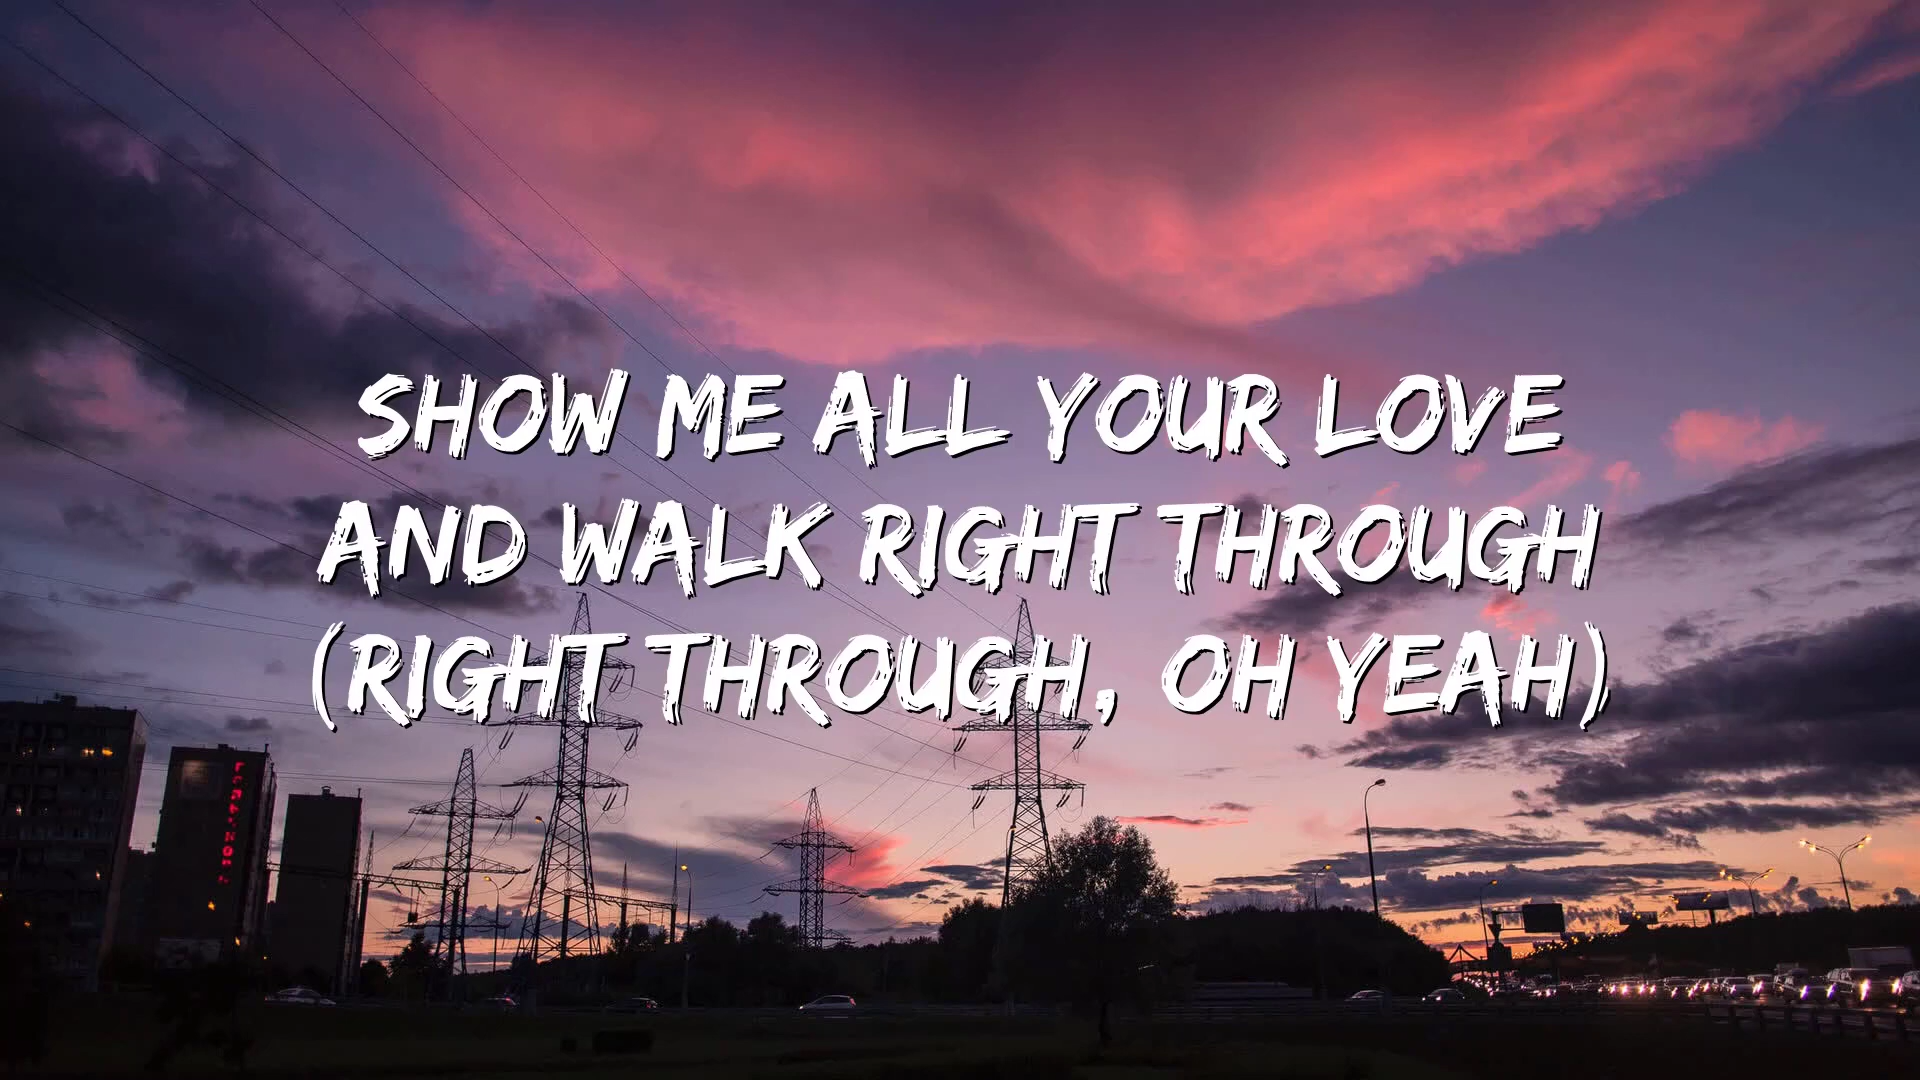 SHOW ME ALL YOUR LOVE
AND WALK RIGHT THROUGH
(RIGHT THROUGH, OH YEAH)